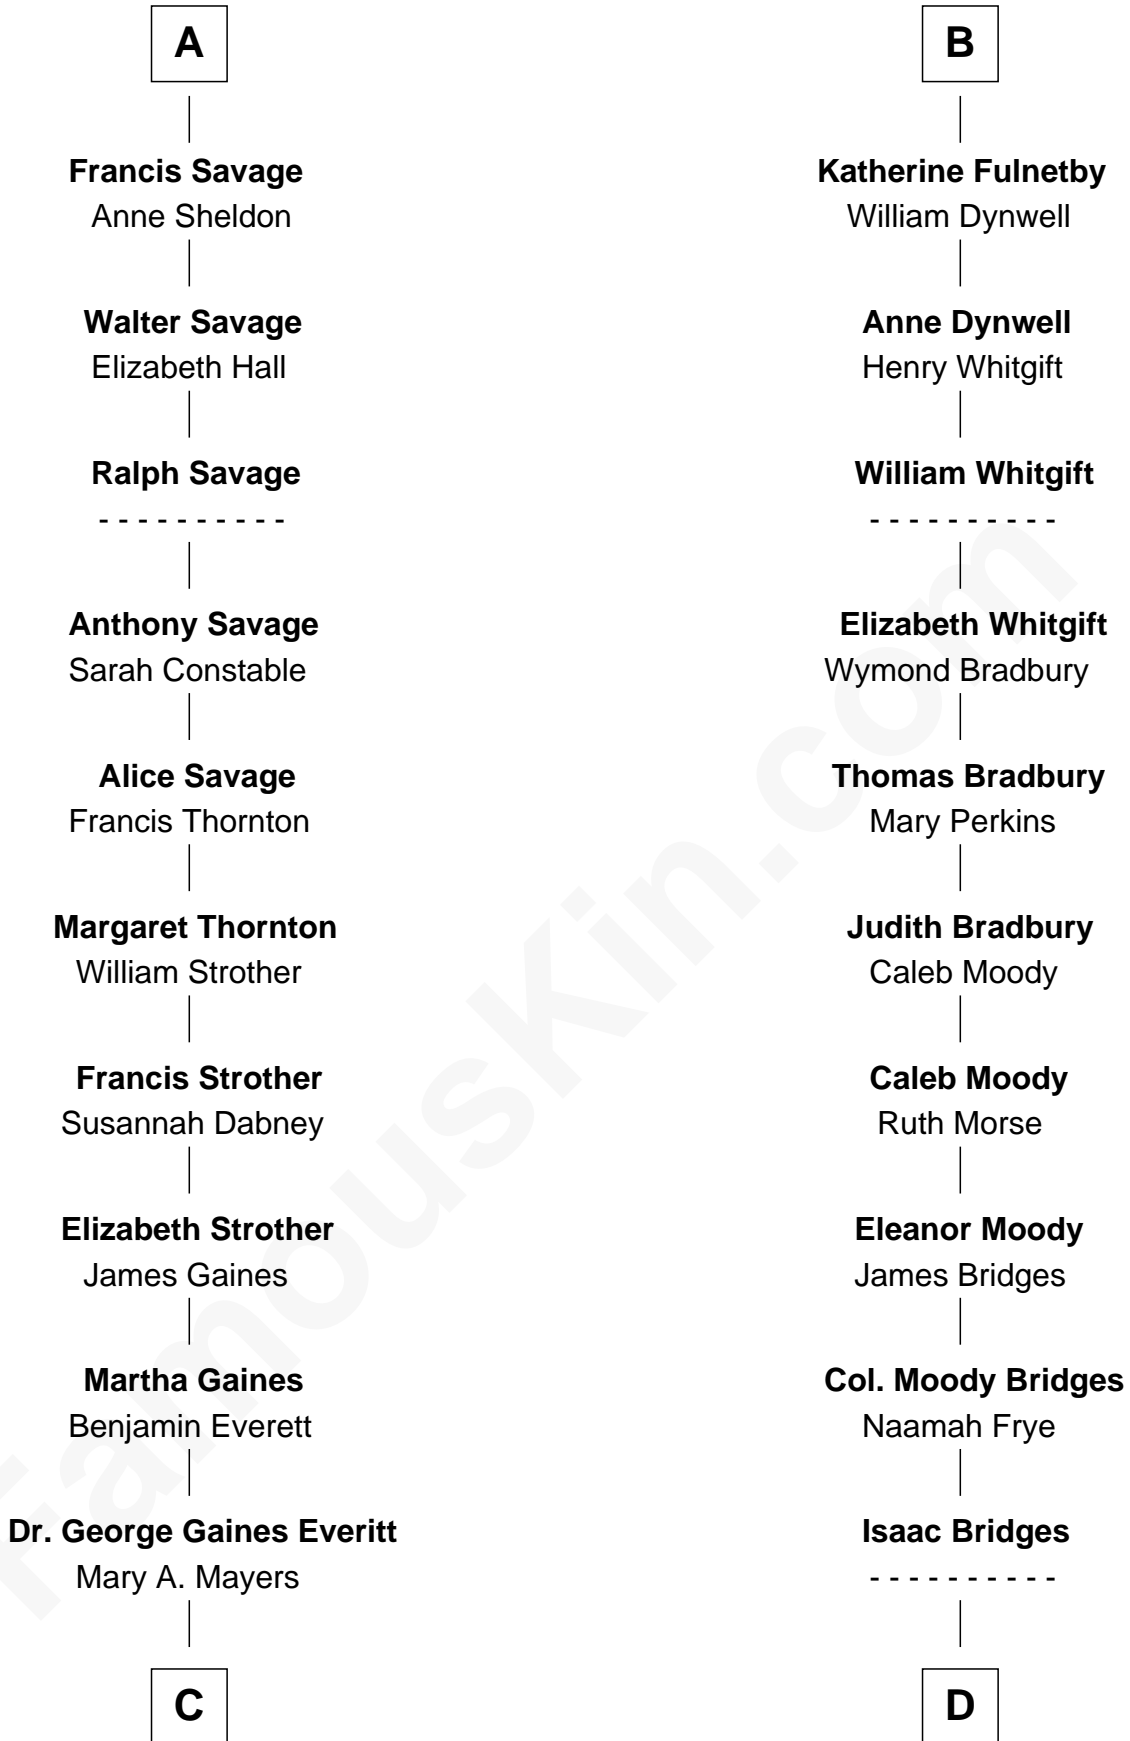 A
Francis Savage
Anne Sheldon
Walter Savage
Elizabeth Hall
Ralph Savage
- - - - - - - - - -
Anthony Savage
Sarah Constable
Alice Savage
Francis Thornton
Margaret Thornton
William Strother
Francis Strother
Susannah Dabney
Elizabeth Strother
James Gaines
Martha Gaines
Benjamin Everett
Dr. George Gaines Everitt
Mary A. Mayers
C
B
Katherine Fulnetby
William Dynwell
Anne Dynwell
Henry Whitgift
William Whitgift
- - - - - - - - - -
Elizabeth Whitgift
Wymond Bradbury
Thomas Bradbury
Mary Perkins
Judith Bradbury
Caleb Moody
Caleb Moody
Ruth Morse
Eleanor Moody
James Bridges
Col. Moody Bridges
Naamah Frye
Isaac Bridges
- - - - - - - - - -
D
FamousKin.com